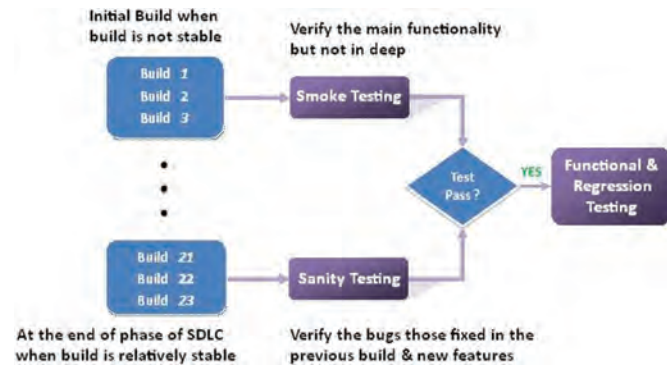 Initial Build when
build is not stable
Verify the main functionality
but not in deep
Build 1
Build 2
Build 3
Smoke Testing
Test
Pass?
YES
Functional &
Regression
Testing
Build 21
Build 22
Build 23
Sanity Testing
At the end of phase of SDLC
when build is relatively stable
Verify the bugs those fixed in the
previous build & new features